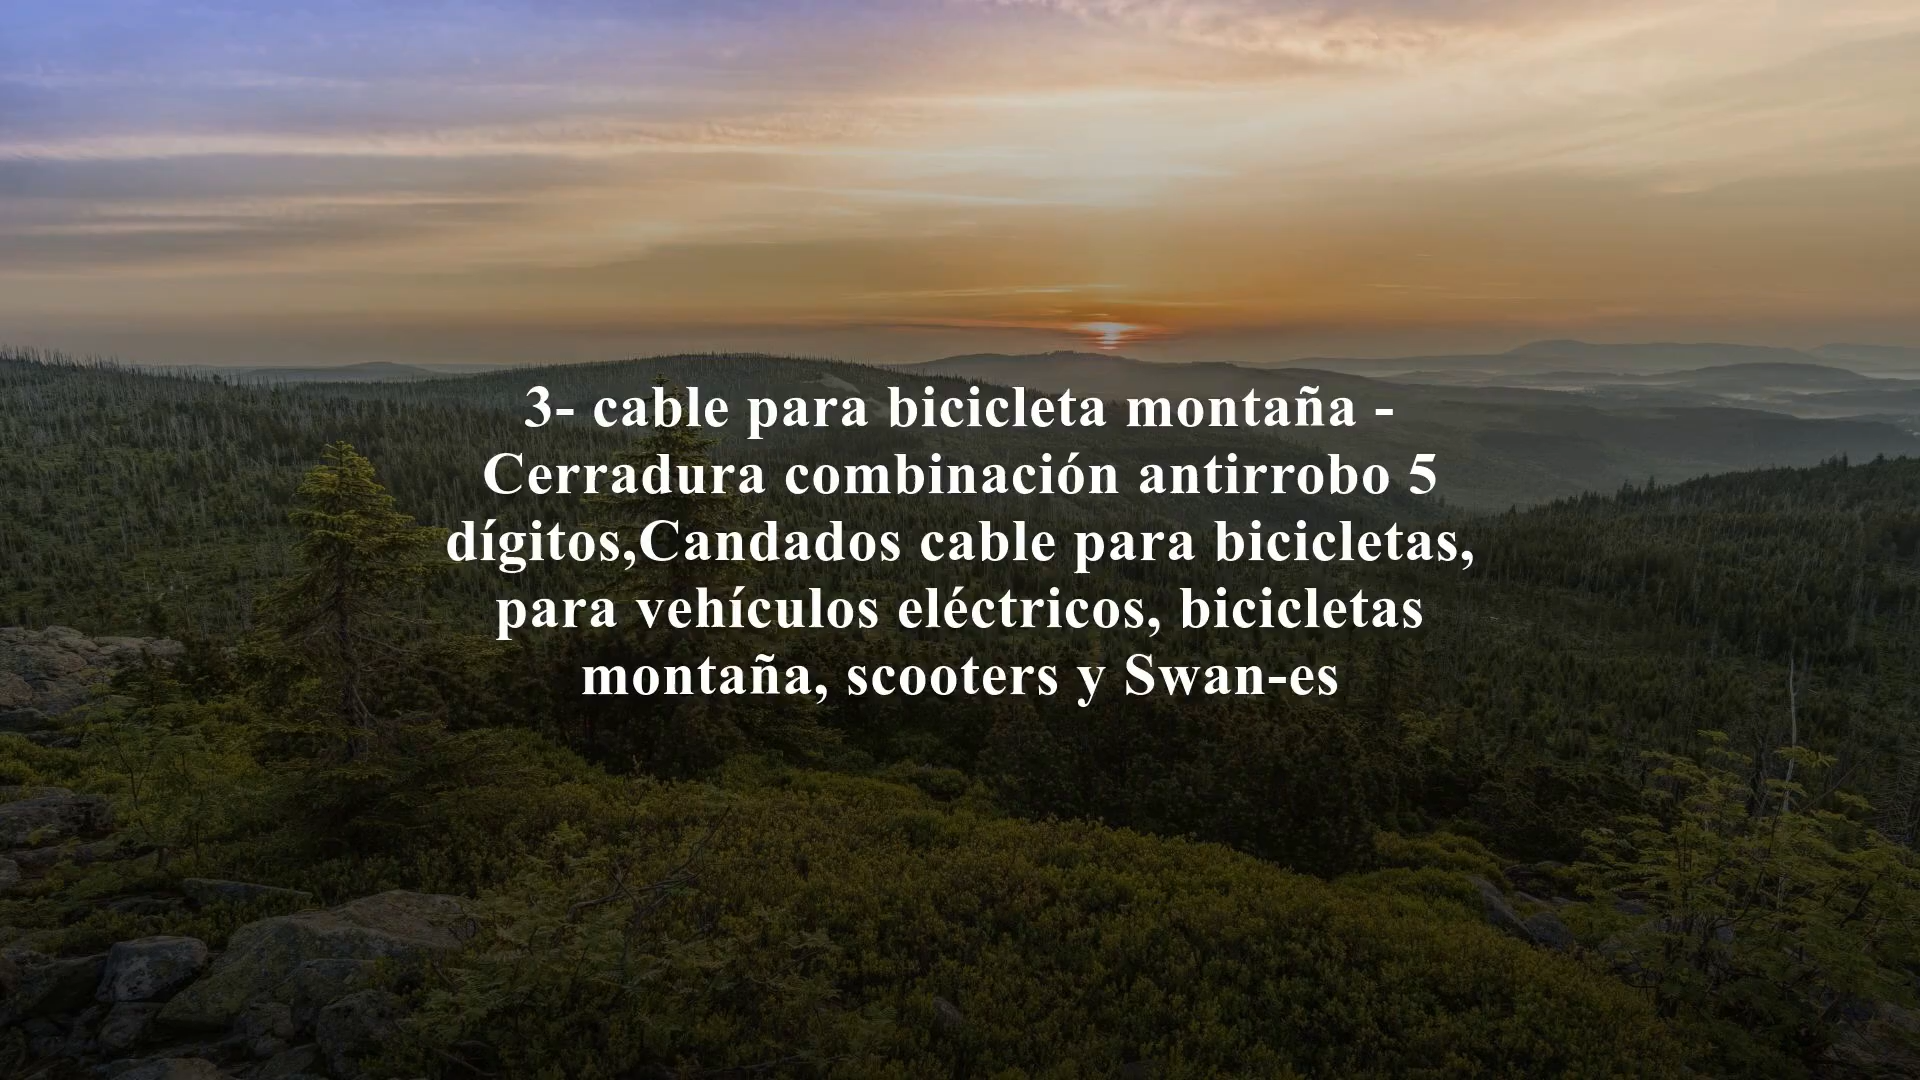 3- cable para bicicleta montaña -
Cerradura combinación antirrobo 5
dígitos,Candados cable para bicicletas,
para vehículos eléctricos, bicicletas
montaña, scooters y Swan-es